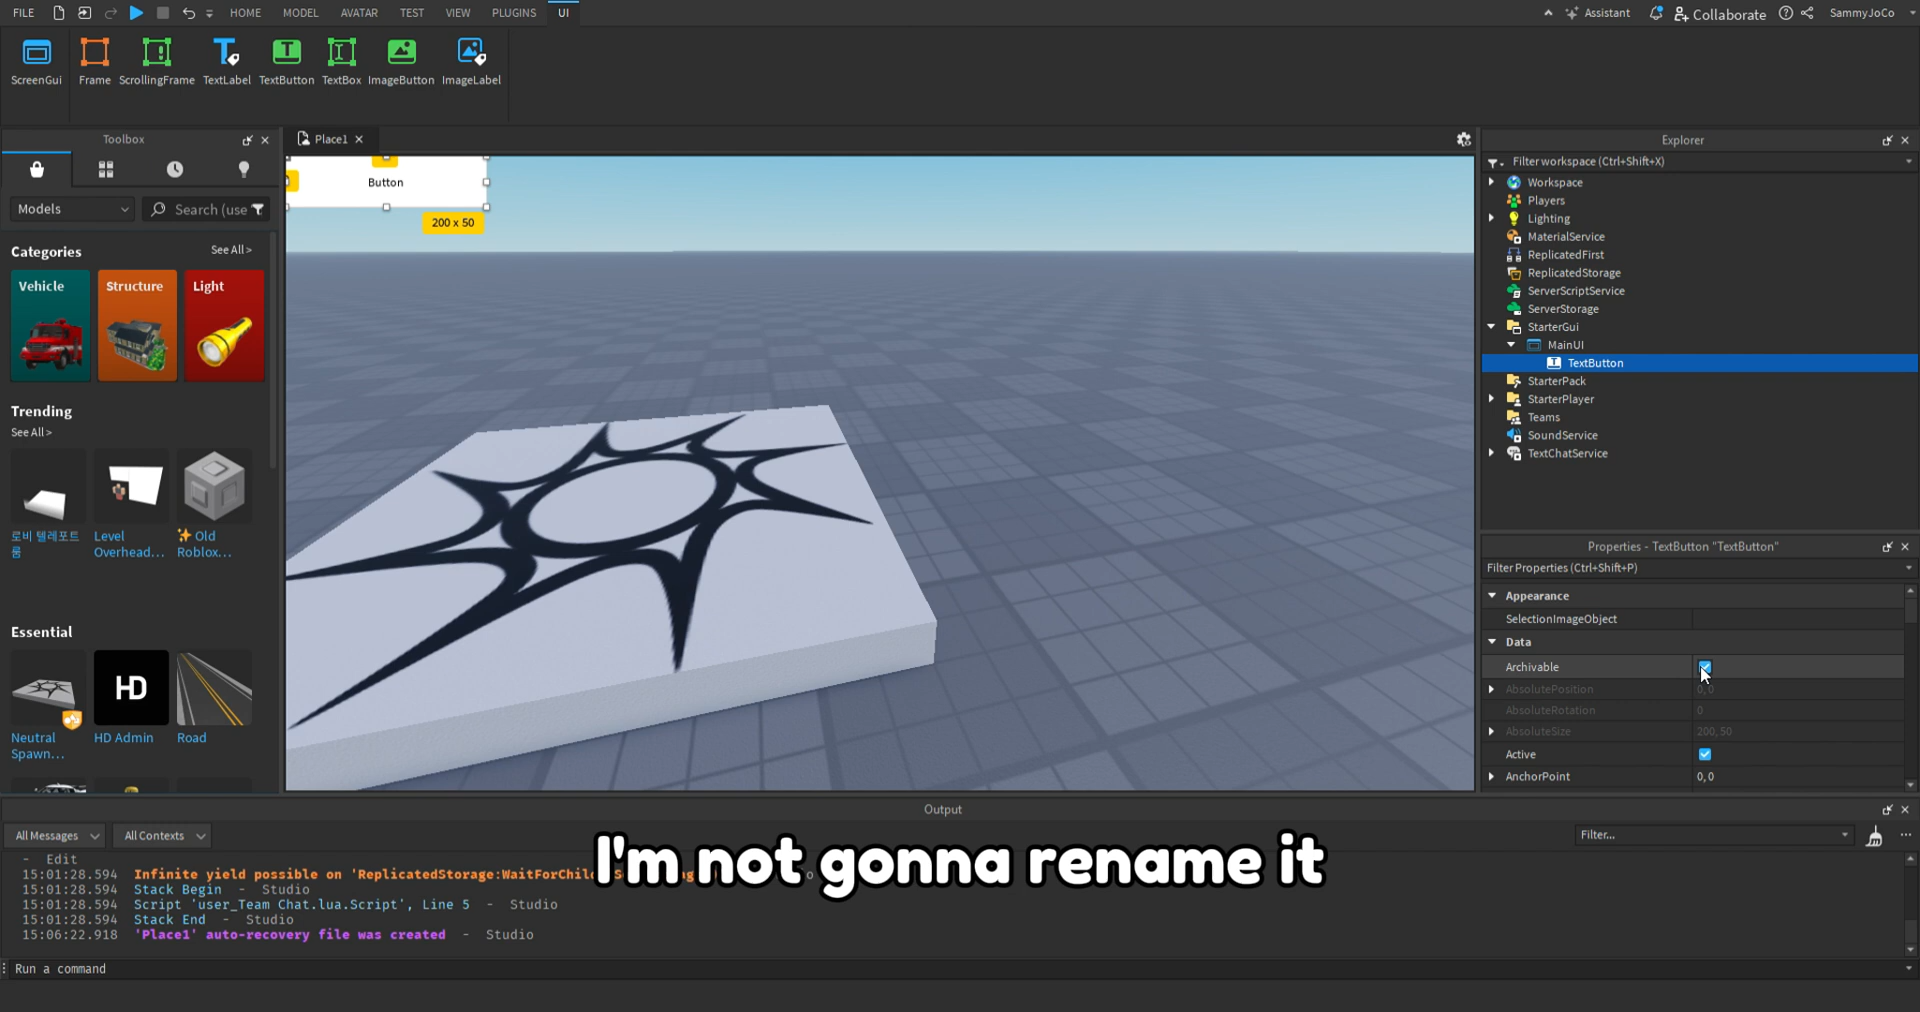 FILE HOME MODEL AVATAR TEST VIEW PLUGINS UI Assistant Collaborate SammyJoCo
ScreenGui Frame ScrollingFrame TextLabel TextButton TextBox ImageButton ImageLabel
Toolbox
Models Search (use
Categories See All >
Vehicle Structure Light
Trending
See All >
로비 텔레포트 룸
Level Overhead...
✨ Old Roblox...
Essential
HD
Neutral Spawn...
HD Admin
Road
Place1
Button
200 x 50
Explorer
Filter workspace (Ctrl+Shift+X)
Workspace
Players
Lighting
MaterialService
ReplicatedFirst
ReplicatedStorage
ServerScriptService
ServerStorage
StarterGui
MainUI
TextButton
StarterPack
StarterPlayer
Teams
SoundService
TextChatService
Properties - TextButton "TextButton"
Filter Properties (Ctrl+Shift+P)
Appearance
SelectionImageObject
Data
Archivable
AbsolutePosition 0, 0
AbsoluteRotation 0
AbsoluteSize 200, 50
Active
AnchorPoint 0, 0
Output
All Messages All Contexts Filter...
- Edit
15:01:28.594 Infinite yield possible on 'ReplicatedStorage:WaitForChil
15:01:28.594 Stack Begin - Studio
15:01:28.594 Script 'user_Team Chat.lua.Script', Line 5 - Studio
15:01:28.594 Stack End - Studio
15:06:22.918 'Place1' auto-recovery file was created - Studio
I'm not gonna rename it
Run a command